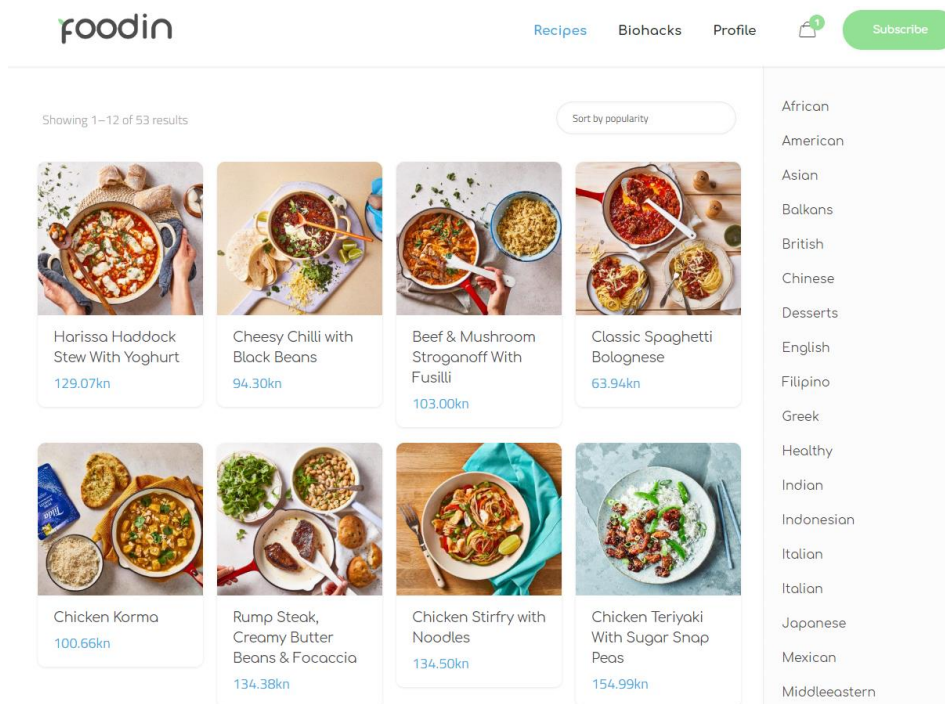 foodin
Recipes
Biohacks
Profile
1
Subscribe
Showing 1–12 of 53 results
Sort by popularity
Harissa Haddock
Stew With Yoghurt
129.07kn
Cheesy Chilli with
Black Beans
94.30kn
Beef & Mushroom
Stroganoff With
Fusilli
103.00kn
Classic Spaghetti
Bolognese
63.94kn
Tilda
Chicken Korma
100.66kn
Rump Steak,
Creamy Butter
Beans & Focaccia
134.38kn
Chicken Stirfry with
Noodles
134.50kn
Chicken Teriyaki
With Sugar Snap
Peas
154.99kn
African
American
Asian
Balkans
British
Chinese
Desserts
English
Filipino
Greek
Healthy
Indian
Indonesian
Italian
Italian
Japanese
Mexican
Middleeastern